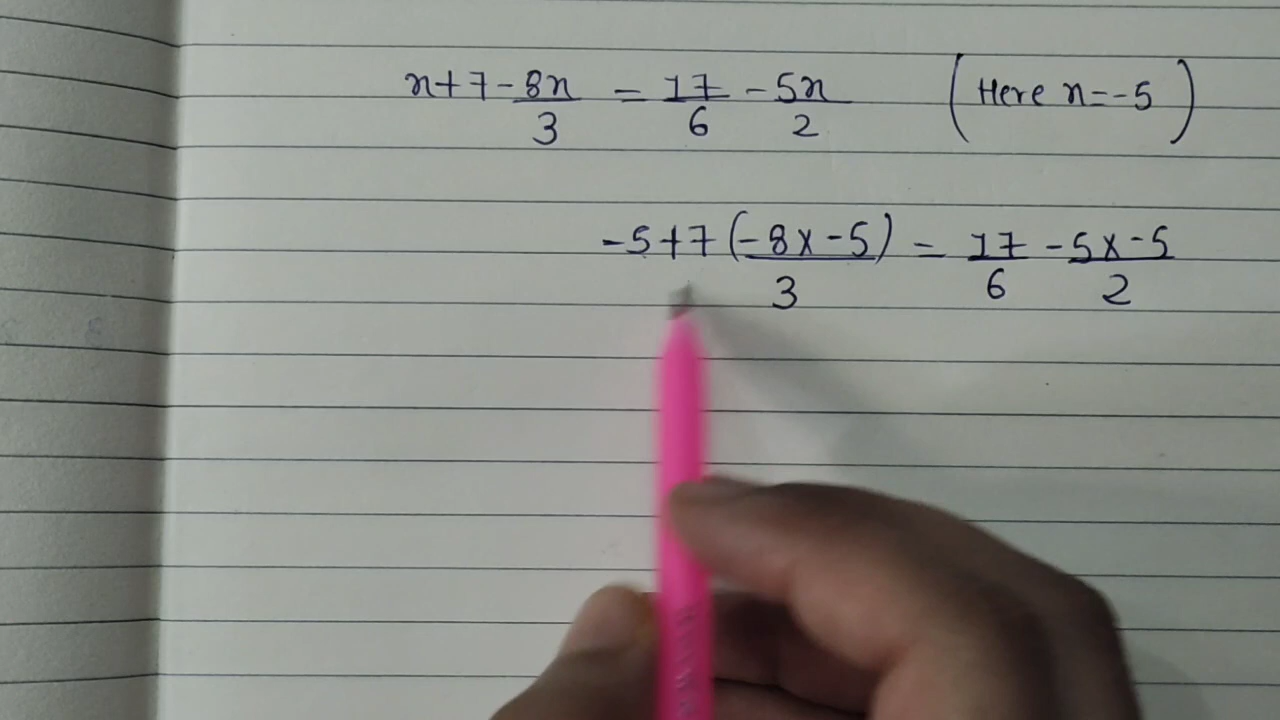 x+7-8x/3 = 17/6 -5x/2 (Here x=-5)
-5+7(-8x-5)/3 = 17/6 -5x-5/2